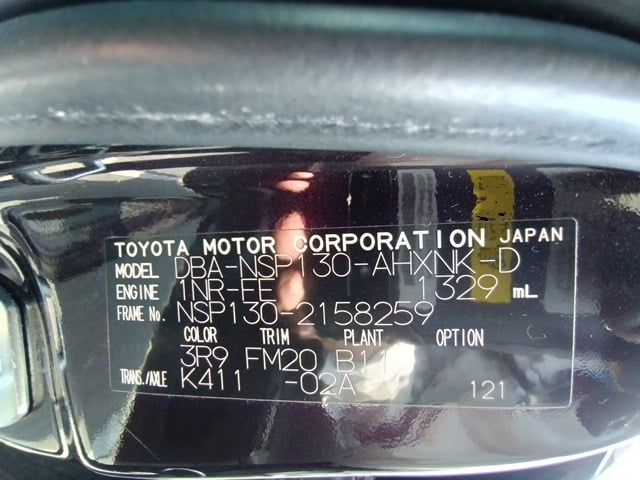 TOYOTA MOTOR CORPORATION JAPAN
MODEL DBA-NSP130-AHXNK-D
ENGINE 1NR-FE 1329 mL
FRAME No. NSP130-2158259
COLOR TRIM PLANT OPTION
3R9 FM20 B11
TRANS./AXLE K411 -02A 121